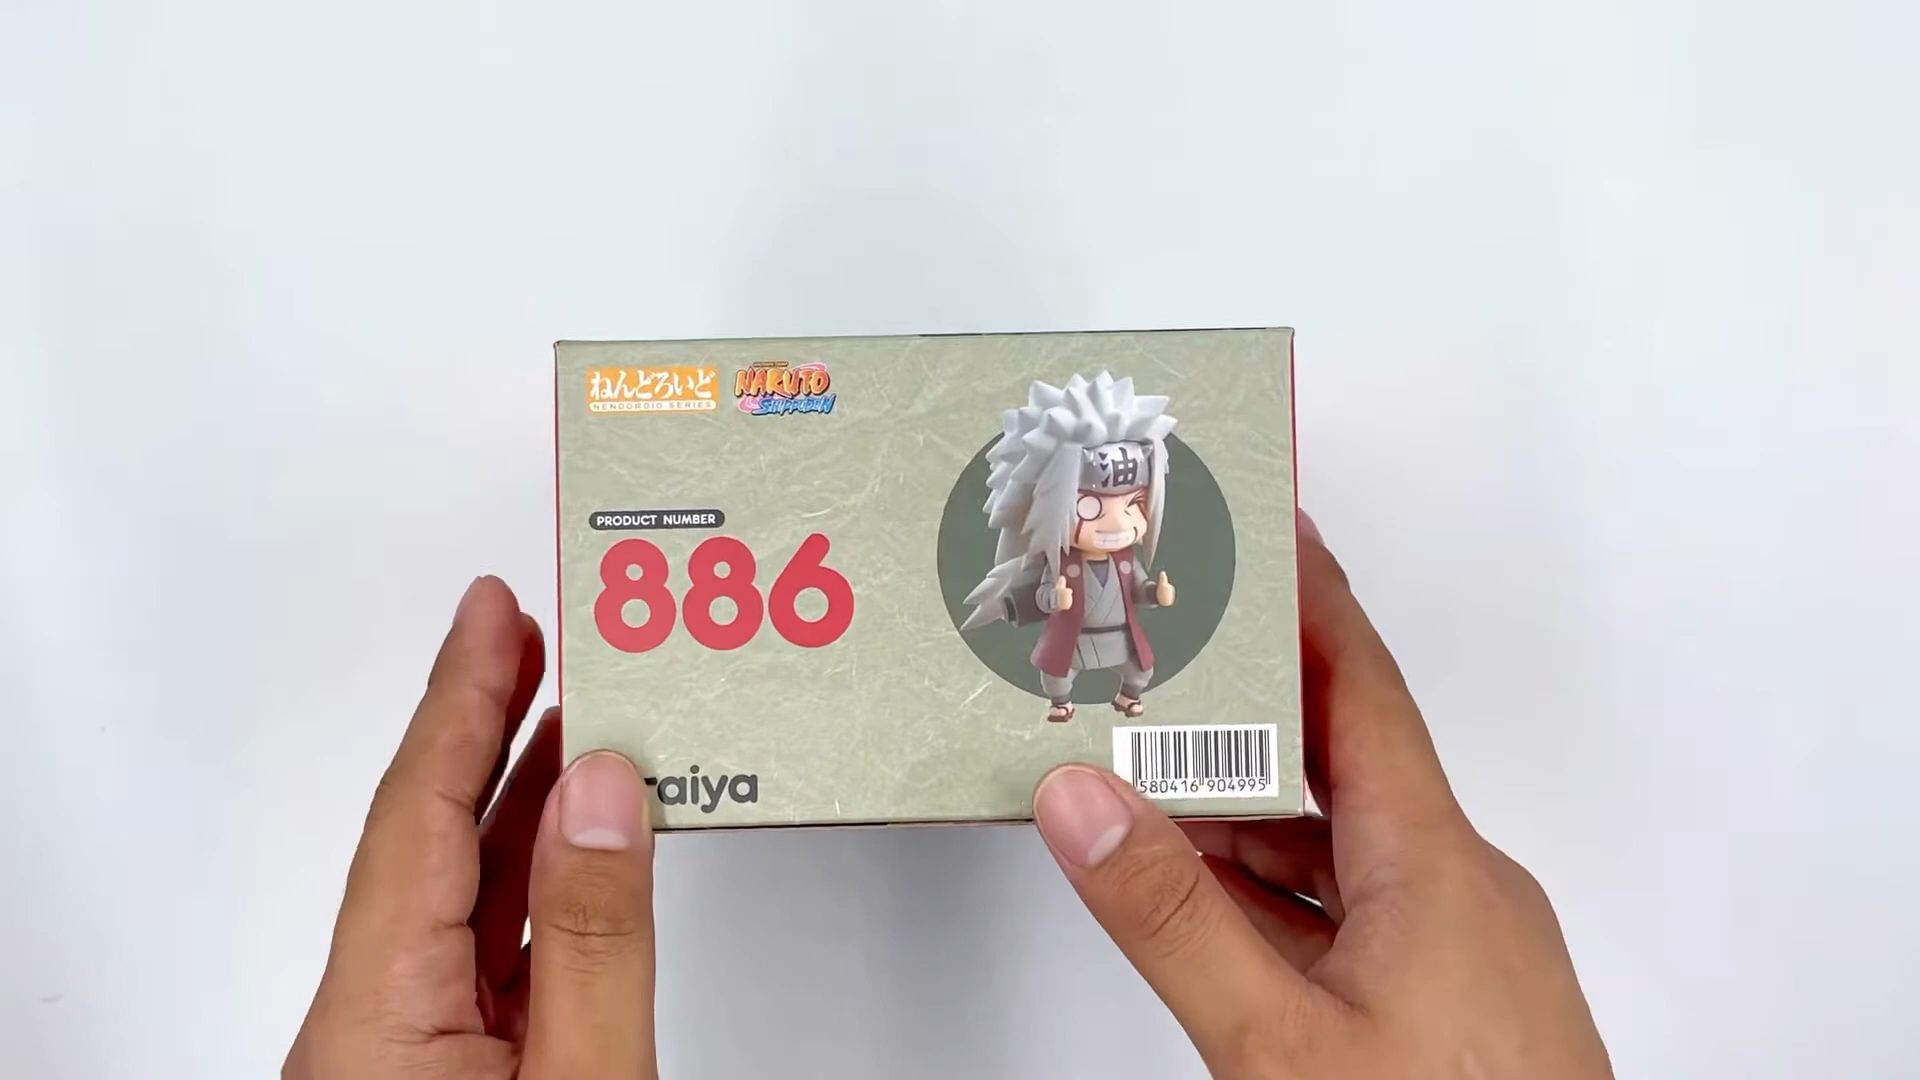 ねんどろいど
NENDOROID SERIES
NARUTO
SHIPPUDEN
油
PRODUCT NUMBER
886
raiya
580416 904995